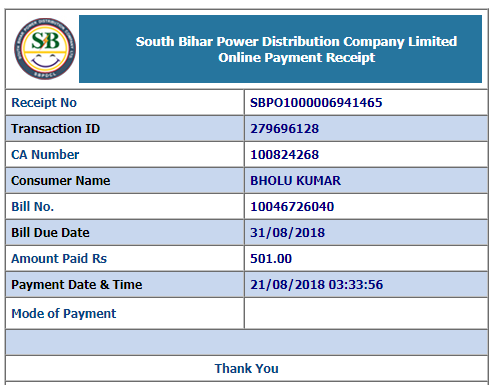 SOUTH BIHAR POWER DISTRIBUTION COMPANY LTD.
SB
SBPDCL
South Bihar Power Distribution Company Limited
Online Payment Receipt
Receipt No SBPO1000006941465
Transaction ID 279696128
CA Number 100824268
Consumer Name BHOLU KUMAR
Bill No. 10046726040
Bill Due Date 31/08/2018
Amount Paid Rs 501.00
Payment Date & Time 21/08/2018 03:33:56
Mode of Payment
Thank You